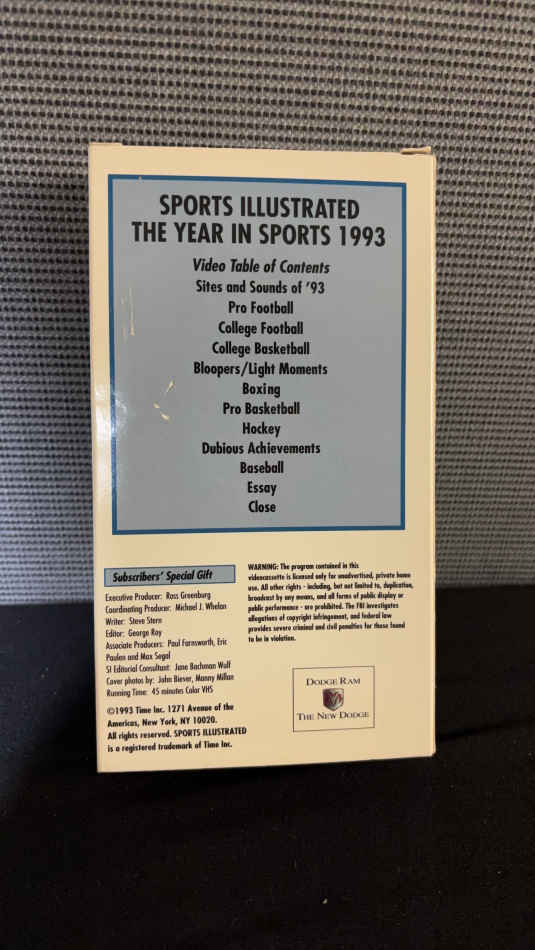 SPORTS ILLUSTRATED
THE YEAR IN SPORTS 1993
Video Table of Contents
Sites and Sounds of '93
Pro Football
College Football
College Basketball
Bloopers/Light Moments
Boxing
Pro Basketball
Hockey
Dubious Achievements
Baseball
Essay
Close
Subscribers' Special Gift
Executive Producer: Ross Greenburg
Coordinating Producer: Michael J. Whelan
Writer: Steve Stern
Editor: George Roy
Associate Producers: Paul Farnsworth, Eric
Paulen and Max Segal
SI Editorial Consultant: Jane Bachman Wulf
Cover photos by: John Biever, Manny Millan
Running Time: 45 minutes Color VHS
©1993 Time Inc. 1271 Avenue of the
Americas, New York, NY 10020.
All rights reserved. SPORTS ILLUSTRATED
is a registered trademark of Time Inc.
WARNING: The program contained in this
videocassette is licensed only for unadvertised, private home
use. All other rights - including, but not limited to, duplication,
broadcast by any means, and all forms of public display or
public performance - are prohibited. The FBI investigates
allegations of copyright infringement, and federal law
provides severe criminal and civil penalties for those found
to be in violation.
DODGE RAM
THE NEW DODGE